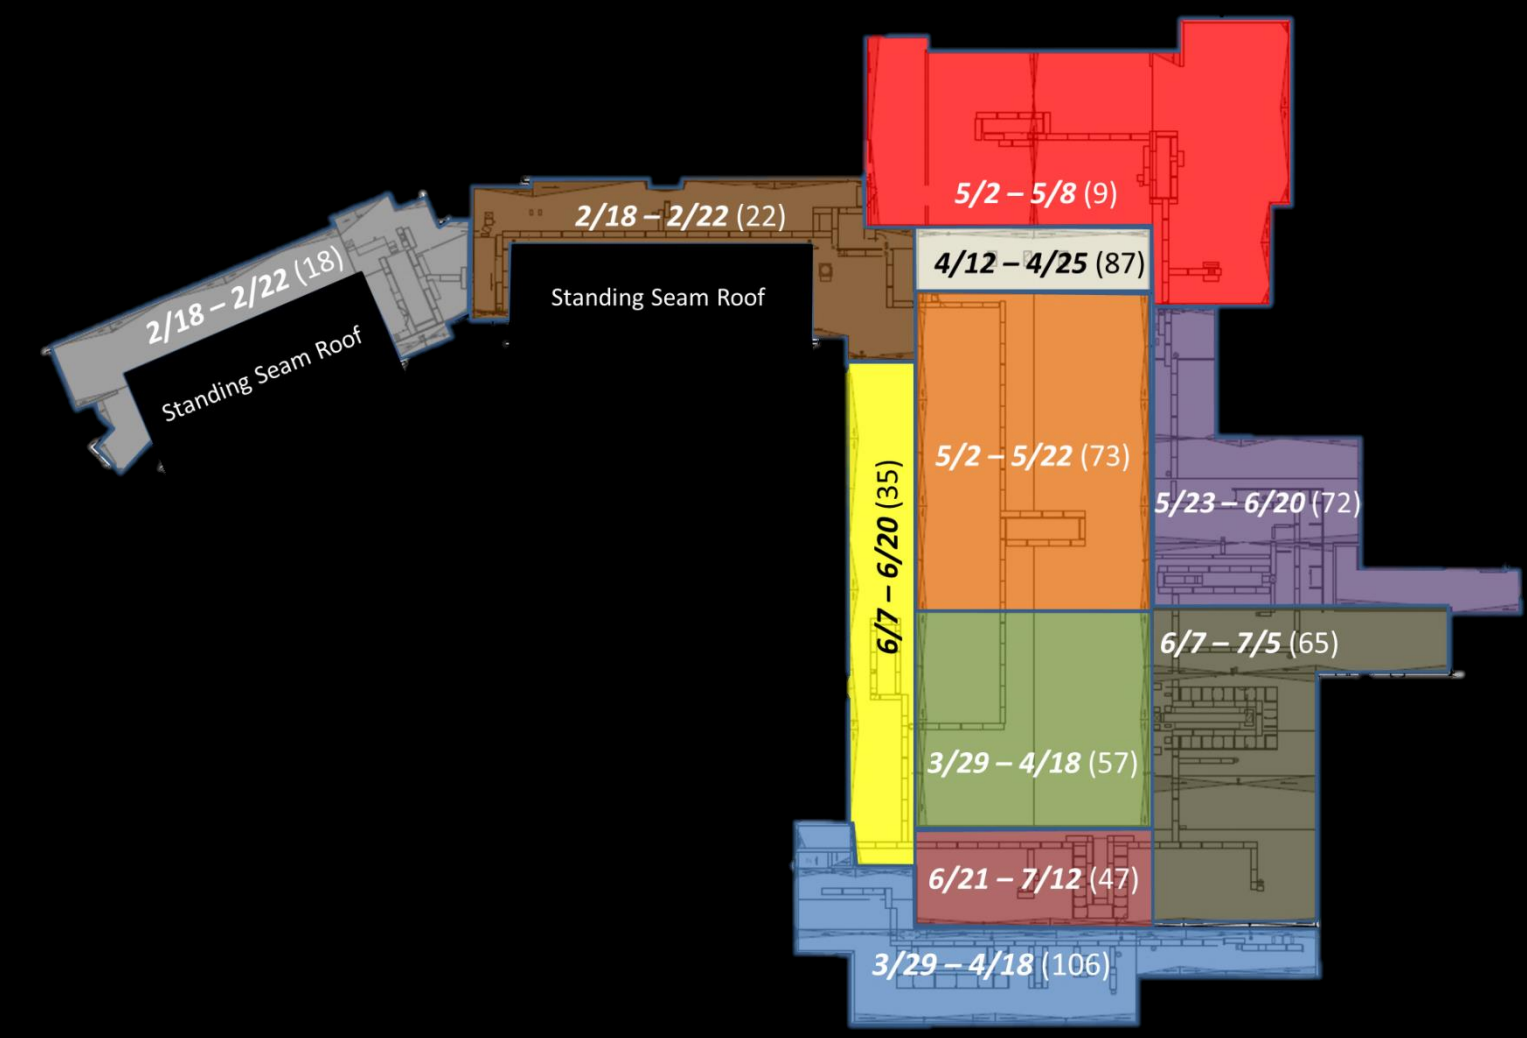 5/2 – 5/8 (9)
2/18 – 2/22 (22)
4/12 – 4/25 (87)
2/18 – 2/22 (18)
Standing Seam Roof
Standing Seam Roof
5/2 – 5/22 (73)
5/23 – 6/20 (72)
6/7 – 6/20 (35)
6/7 – 7/5 (65)
3/29 – 4/18 (57)
6/21 – 7/12 (47)
3/29 – 4/18 (106)